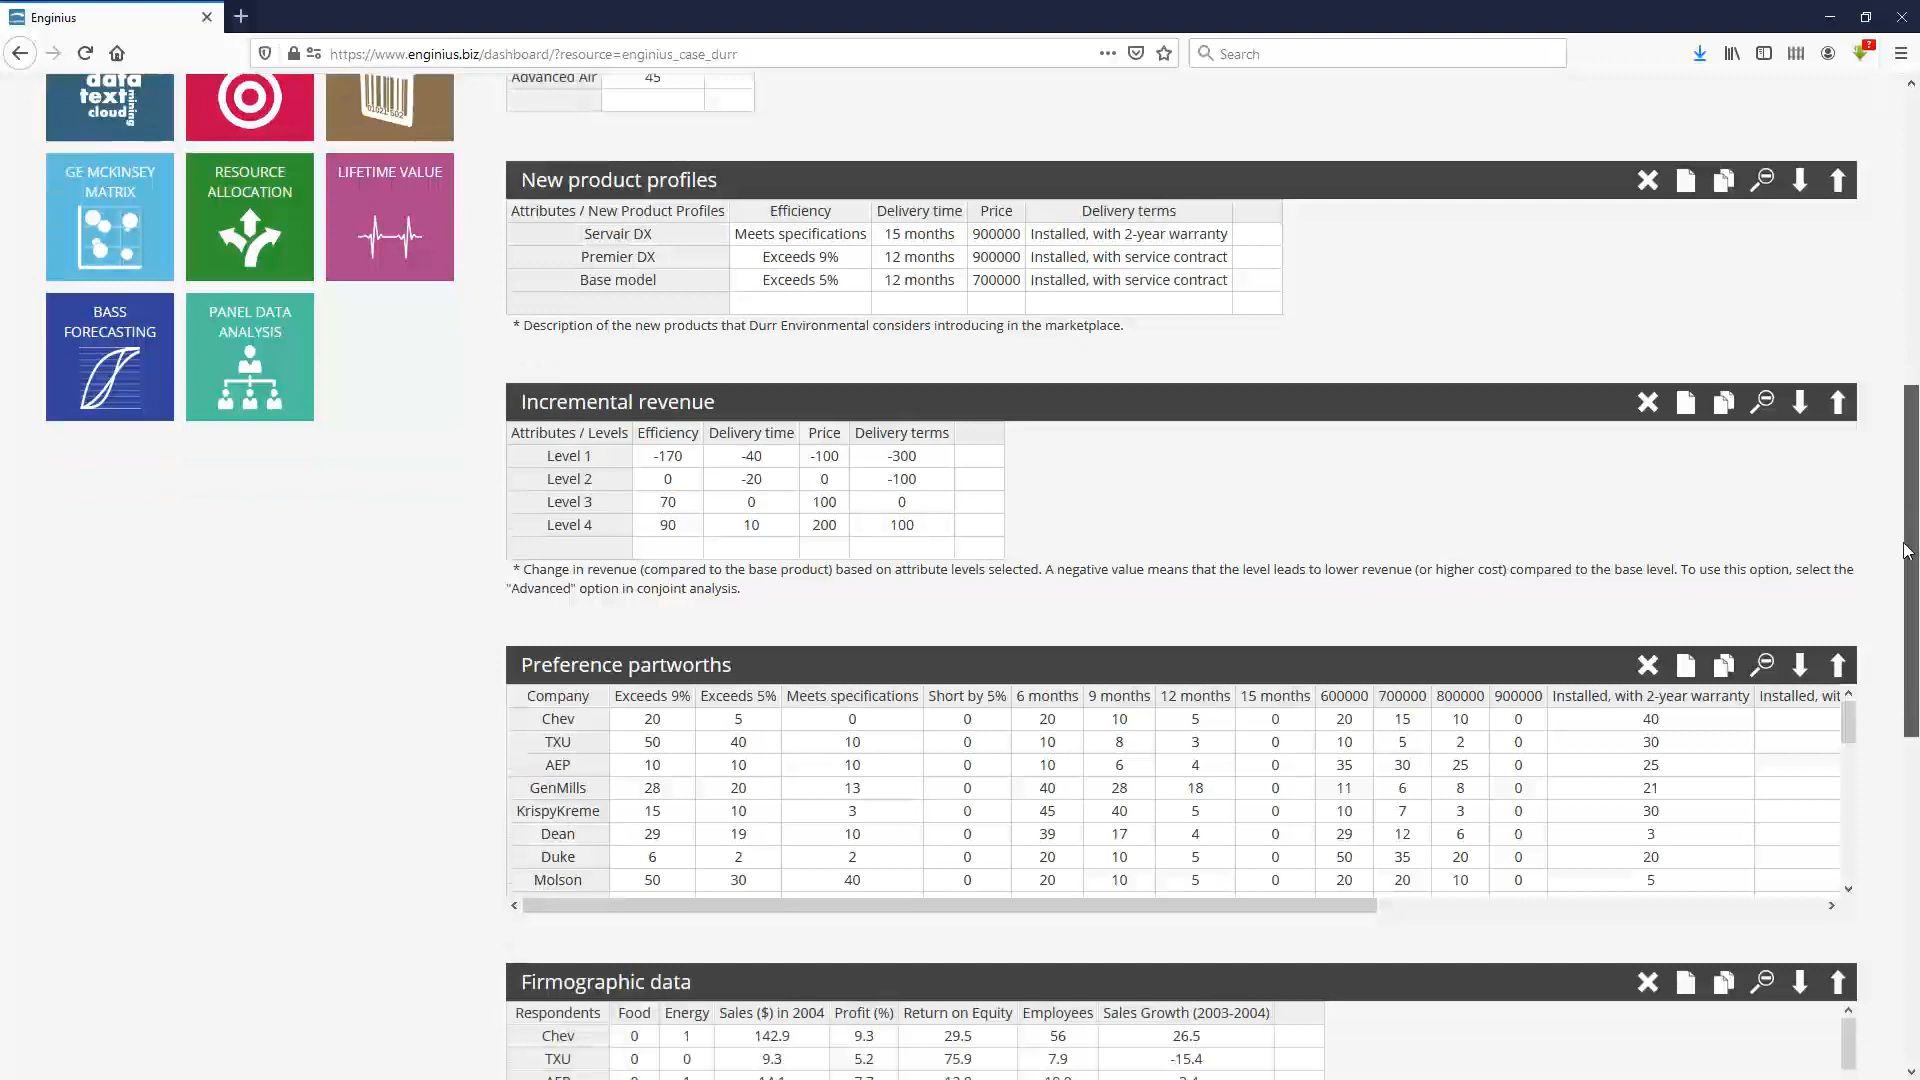 Enginius
https://www.enginius.biz/dashboard/?resource=enginius_case_durr
Search
?
data
text mining
cloud
01021 502
GE MCKINSEY MATRIX
RESOURCE ALLOCATION
LIFETIME VALUE
BASS FORECASTING
PANEL DATA ANALYSIS
Advanced Air 45
New product profiles
Attributes / New Product Profiles Efficiency Delivery time Price Delivery terms
Servair DX Meets specifications 15 months 900000 Installed, with 2-year warranty
Premier DX Exceeds 9% 12 months 900000 Installed, with service contract
Base model Exceeds 5% 12 months 700000 Installed, with service contract
* Description of the new products that Durr Environmental considers introducing in the marketplace.
Incremental revenue
Attributes / Levels Efficiency Delivery time Price Delivery terms
Level 1 -170 -40 -100 -300
Level 2 0 -20 0 -100
Level 3 70 0 100 0
Level 4 90 10 200 100
* Change in revenue (compared to the base product) based on attribute levels selected. A negative value means that the level leads to lower revenue (or higher cost) compared to the base level. To use this option, select the
"Advanced" option in conjoint analysis.
Preference partworths
Company Exceeds 9% Exceeds 5% Meets specifications Short by 5% 6 months 9 months 12 months 15 months 600000 700000 800000 900000 Installed, with 2-year warranty Installed, wit
Chev 20 5 0 0 20 10 5 0 20 15 10 0 40
TXU 50 40 10 0 10 8 3 0 10 5 2 0 30
AEP 10 10 10 0 10 6 4 0 35 30 25 0 25
GenMills 28 20 13 0 40 28 18 0 11 6 8 0 21
KrispyKreme 15 10 3 0 45 40 5 0 10 7 3 0 30
Dean 29 19 10 0 39 17 4 0 29 12 6 0 3
Duke 6 2 2 0 20 10 5 0 50 35 20 0 20
Molson 50 30 40 0 20 10 5 0 20 20 10 0 5
Firmographic data
Respondents Food Energy Sales ($) in 2004 Profit (%) Return on Equity Employees Sales Growth (2003-2004)
Chev 0 1 142.9 9.3 29.5 56 26.5
TXU 0 0 9.3 5.2 75.9 7.9 -15.4